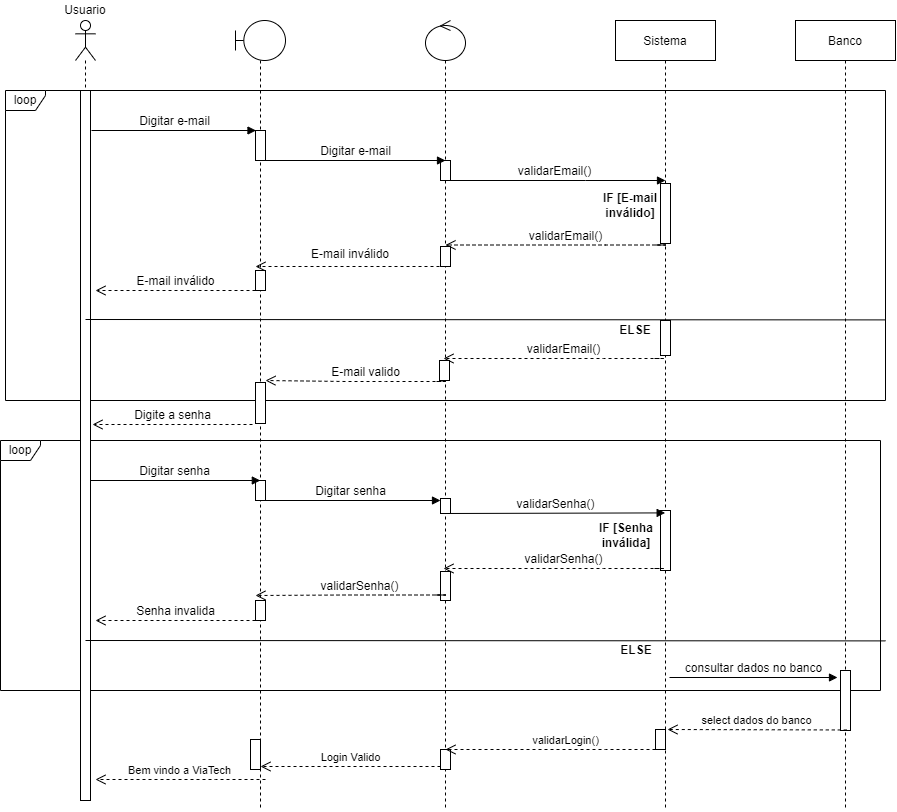 Usuario
Sistema
Banco
loop
Digitar e-mail
Digitar e-mail
validarEmail()
IF [E-mail
inválido]
validarEmail()
E-mail inválido
E-mail inválido
ELSE
validarEmail()
E-mail valido
Digite a senha
loop
Digitar senha
Digitar senha
validarSenha()
IF [Senha
inválida]
validarSenha()
validarSenha()
Senha invalida
ELSE
consultar dados no banco
select dados do banco
validarLogin()
Login Valido
Bem vindo a ViaTech